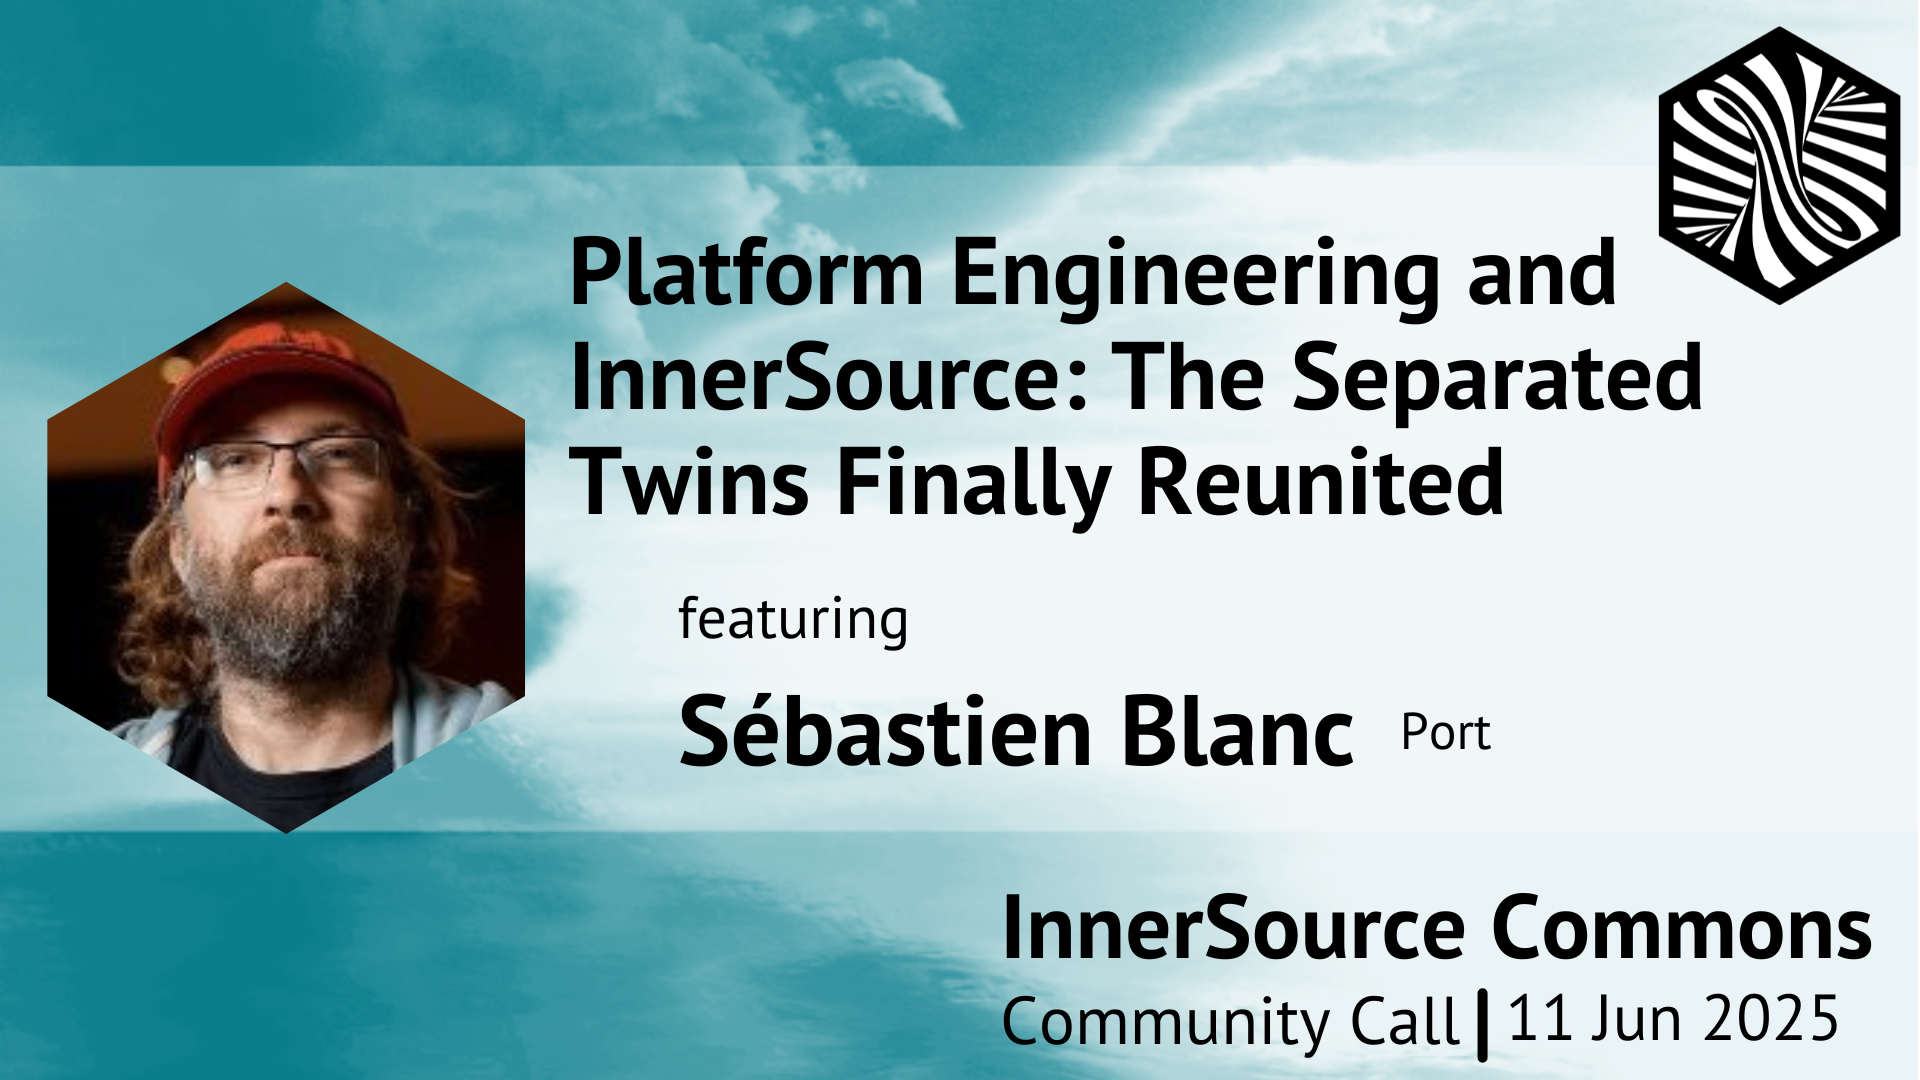 Platform Engineering and
InnerSource: The Separated
Twins Finally Reunited
featuring
Sébastien Blanc Port
InnerSource Commons
Community Call | 11 Jun 2025